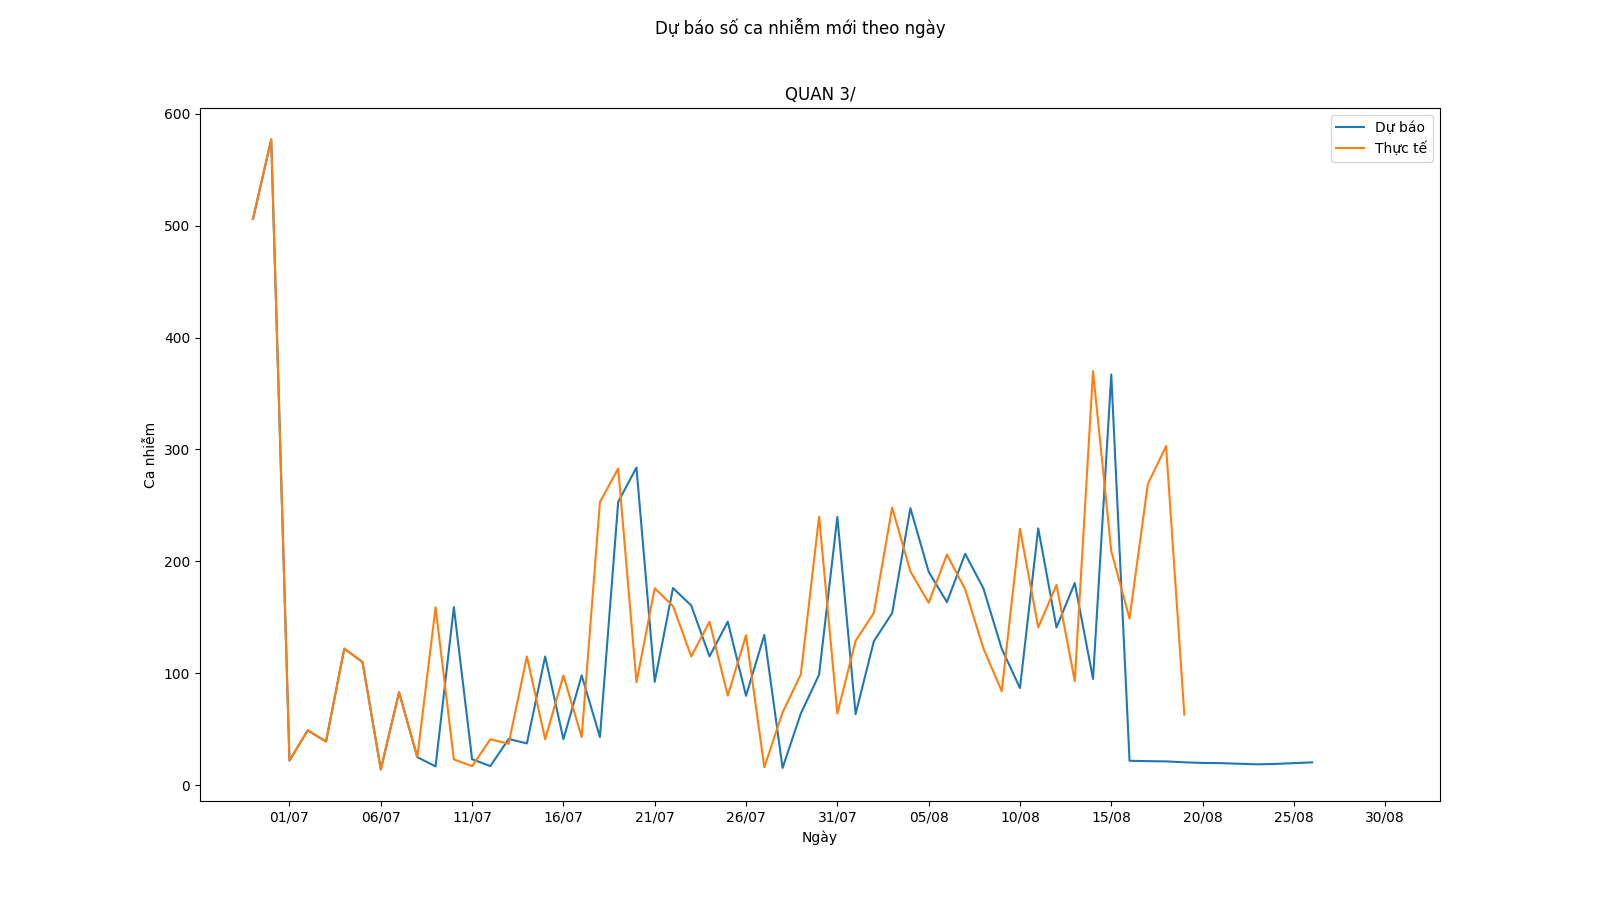 Dự báo số ca nhiễm mới theo ngày
QUAN 3/
Dự báo
Thực tế
600
500
400
300
200
100
0
Ca nhiễm
01/07 06/07 11/07 16/07 21/07 26/07 31/07 05/08 10/08 15/08 20/08 25/08 30/08
Ngày